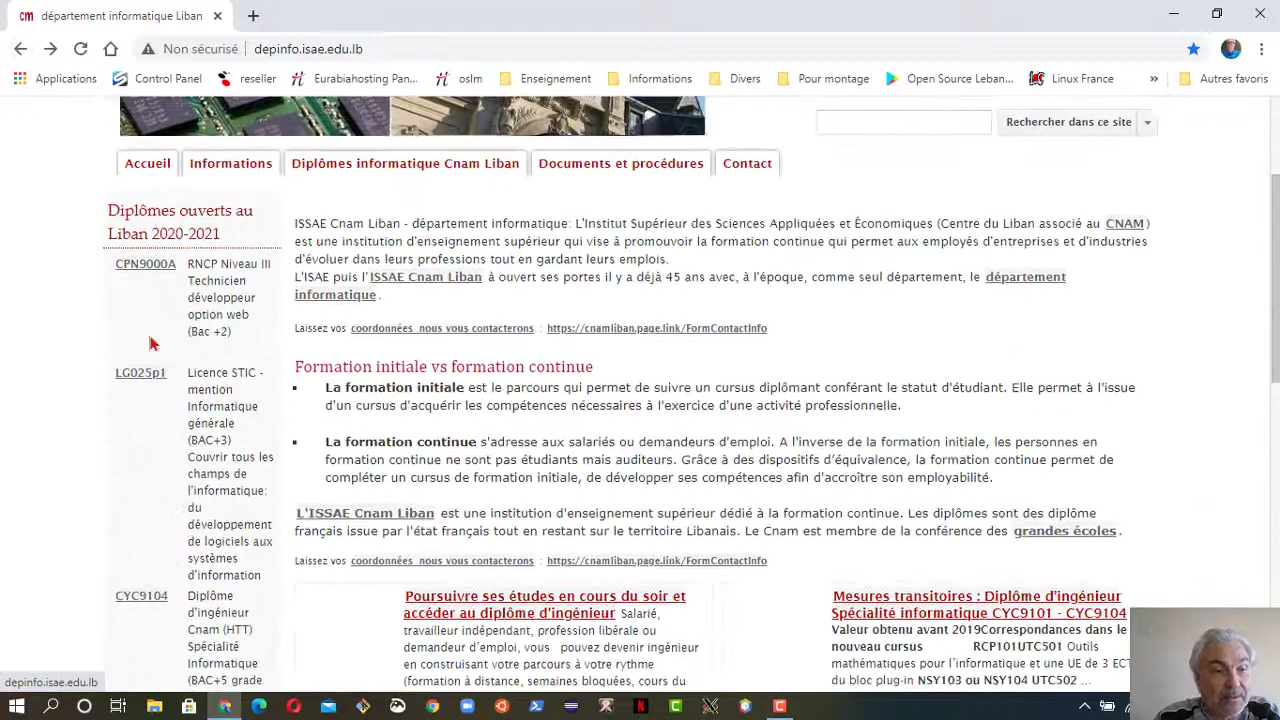 cm département informatique Liban
Non sécurisé depinfo.isae.edu.lb
Applications Control Panel reseller Eurabiahosting Pan... oslm Enseignement Informations Divers Pour montage Open Source Leban... Linux France » Autres favoris
Rechercher dans ce site
Accueil Informations Diplômes informatique Cnam Liban Documents et procédures Contact
Diplômes ouverts au
Liban 2020-2021
CPN9000A RNCP Niveau III
Technicien
développeur
option web
(Bac +2)
LG025p1 Licence STIC -
mention
Informatique
générale
(BAC+3)
Couvrir tous les
champs de
l'informatique:
du
développement
de logiciels aux
systèmes
d'information
CYC9104 Diplôme
d'ingénieur
Cnam (HTT)
Spécialité
Informatique
(BAC+5 grade
ISSAE Cnam Liban - département informatique: L'Institut Supérieur des Sciences Appliquées et Économiques (Centre du Liban associé au CNAM)
est une institution d'enseignement supérieur qui vise à promouvoir la formation continue qui permet aux employés d'entreprises et d'industries
d'évoluer dans leurs professions tout en gardant leurs emplois.
L'ISAE puis l'ISSAE Cnam Liban à ouvert ses portes il y a déjà 45 ans avec, à l'époque, comme seul département, le département
informatique.
Laissez vos coordonnées nous vous contacterons : https://cnamliban.page.link/FormContactInfo
Formation initiale vs formation continue
▪ La formation initiale est le parcours qui permet de suivre un cursus diplômant conférant le statut d'étudiant. Elle permet à l'issue
d'un cursus d'acquérir les compétences nécessaires à l'exercice d'une activité professionnelle.
▪ La formation continue s'adresse aux salariés ou demandeurs d'emploi. A l'inverse de la formation initiale, les personnes en
formation continue ne sont pas étudiants mais auditeurs. Grâce à des dispositifs d'équivalence, la formation continue permet de
compléter un cursus de formation initiale, de développer ses compétences afin d'accroître son employabilité.
L'ISSAE Cnam Liban est une institution d'enseignement supérieur dédié à la formation continue. Les diplômes sont des diplôme
français issue par l'état français tout en restant sur le territoire Libanais. Le Cnam est membre de la conférence des grandes écoles.
Laissez vos coordonnées nous vous contacterons : https://cnamliban.page.link/FormContactInfo
Poursuivre ses études en cours du soir et
accéder au diplôme d'ingénieur Salarié,
travailleur indépendant, profession libérale ou
demandeur d'emploi, vous pouvez devenir ingénieur
en construisant votre parcours à votre rythme
(formation à distance, semaines bloquées, cours du
Mesures transitoires : Diplôme d'ingénieur
Spécialité informatique CYC9101 - CYC9104
Valeur obtenu avant 2019Correspondances dans le
nouveau cursus RCP101UTC501 Outils
mathématiques pour l'informatique et une UE de 3 ECT
du bloc plug-in NSY103 ou NSY104 UTC502 ...
depinfo.isae.edu.lb